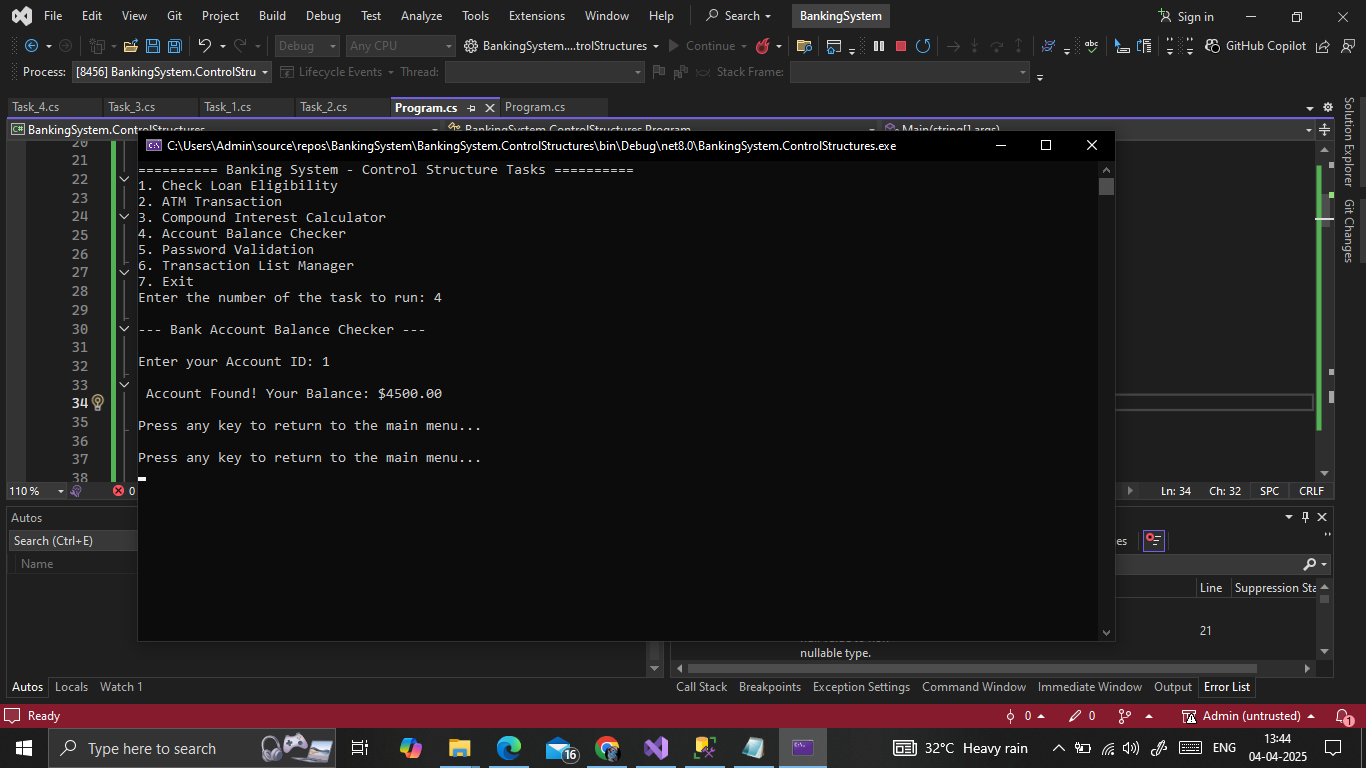 File Edit View Git Project Build Debug Test Analyze Tools Extensions Window Help Search BankingSystem Sign in
Debug Any CPU BankingSystem....trolStructures Continue GitHub Copilot
Process: [8456] BankingSystem.ControlStru Lifecycle Events Thread: Stack Frame:
Task_4.cs Task_3.cs Task_1.cs Task_2.cs Program.cs Program.cs
C# BankingSystem.ControlStructures BankingSystem.ControlStructures.Program Main(string[] args)
C:\Users\Admin\source\repos\BankingSystem\BankingSystem.ControlStructures\bin\Debug\net8.0\BankingSystem.ControlStructures.exe
========== Banking System - Control Structure Tasks ==========
1. Check Loan Eligibility
2. ATM Transaction
3. Compound Interest Calculator
4. Account Balance Checker
5. Password Validation
6. Transaction List Manager
7. Exit
Enter the number of the task to run: 4
--- Bank Account Balance Checker ---
Enter your Account ID: 1
Account Found! Your Balance: $4500.00
Press any key to return to the main menu...
Press any key to return to the main menu...
20
21
22
23
24
25
26
27
28
29
30
31
32
33
34
35
36
37
38
Solution Explorer
Git Changes
110 % 0 Ln: 34 Ch: 32 SPC CRLF
Autos
Search (Ctrl+E)
Name
es
Line Suppression Sta
21
nullable type.
Autos Locals Watch 1 Call Stack Breakpoints Exception Settings Command Window Immediate Window Output Error List
Ready 0 0 Admin (untrusted) 1
Type here to search 16 32°C Heavy rain ENG 13:44
04-04-2025